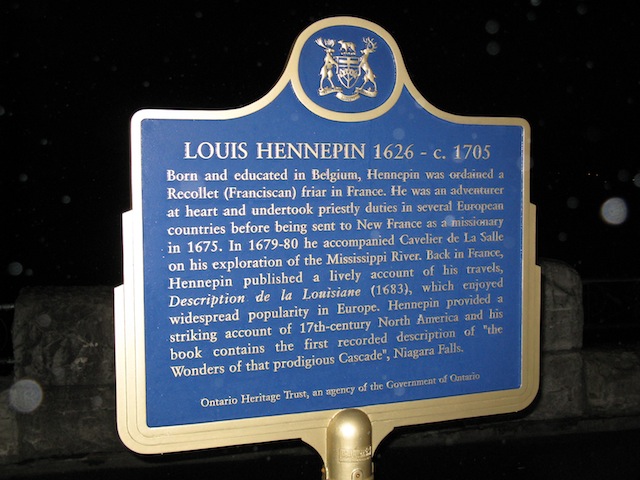 LOUIS HENNEPIN 1626 - c. 1705
Born and educated in Belgium, Hennepin was ordained a
Recollet (Franciscan) friar in France. He was an adventurer
at heart and undertook priestly duties in several European
countries before being sent to New France as a missionary
in 1675. In 1679-80 he accompanied Cavelier de La Salle
on his exploration of the Mississippi River. Back in France,
Hennepin published a lively account of his travels,
Description de la Louisiane (1683), which enjoyed
widespread popularity in Europe. Hennepin provided a
striking account of 17th-century North America and his
book contains the first recorded description of "the
Wonders of that prodigious Cascade", Niagara Falls.
Ontario Heritage Trust, an agency of the Government of Ontario